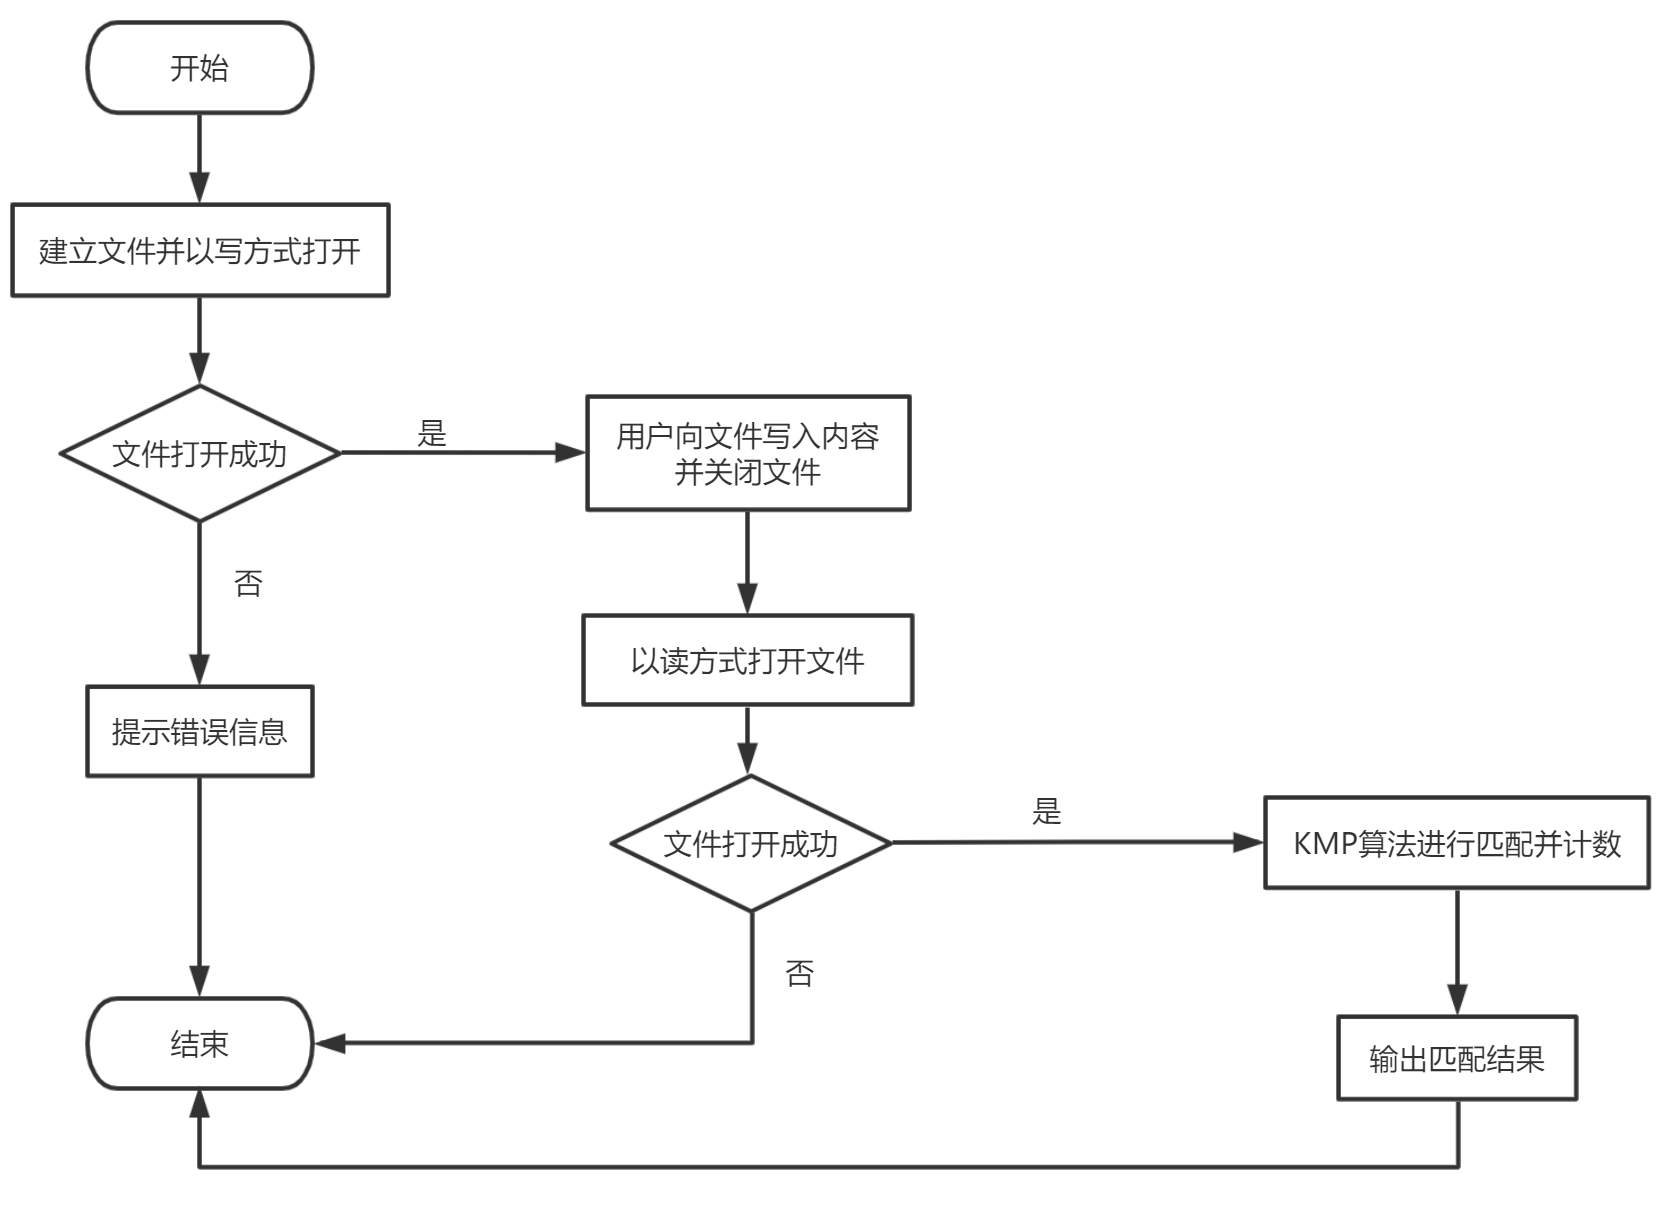 开始
建立文件并以写方式打开
文件打开成功
是
用户向文件写入内容
并关闭文件
否
以读方式打开文件
提示错误信息
文件打开成功
是
KMP算法进行匹配并计数
否
结束
输出匹配结果